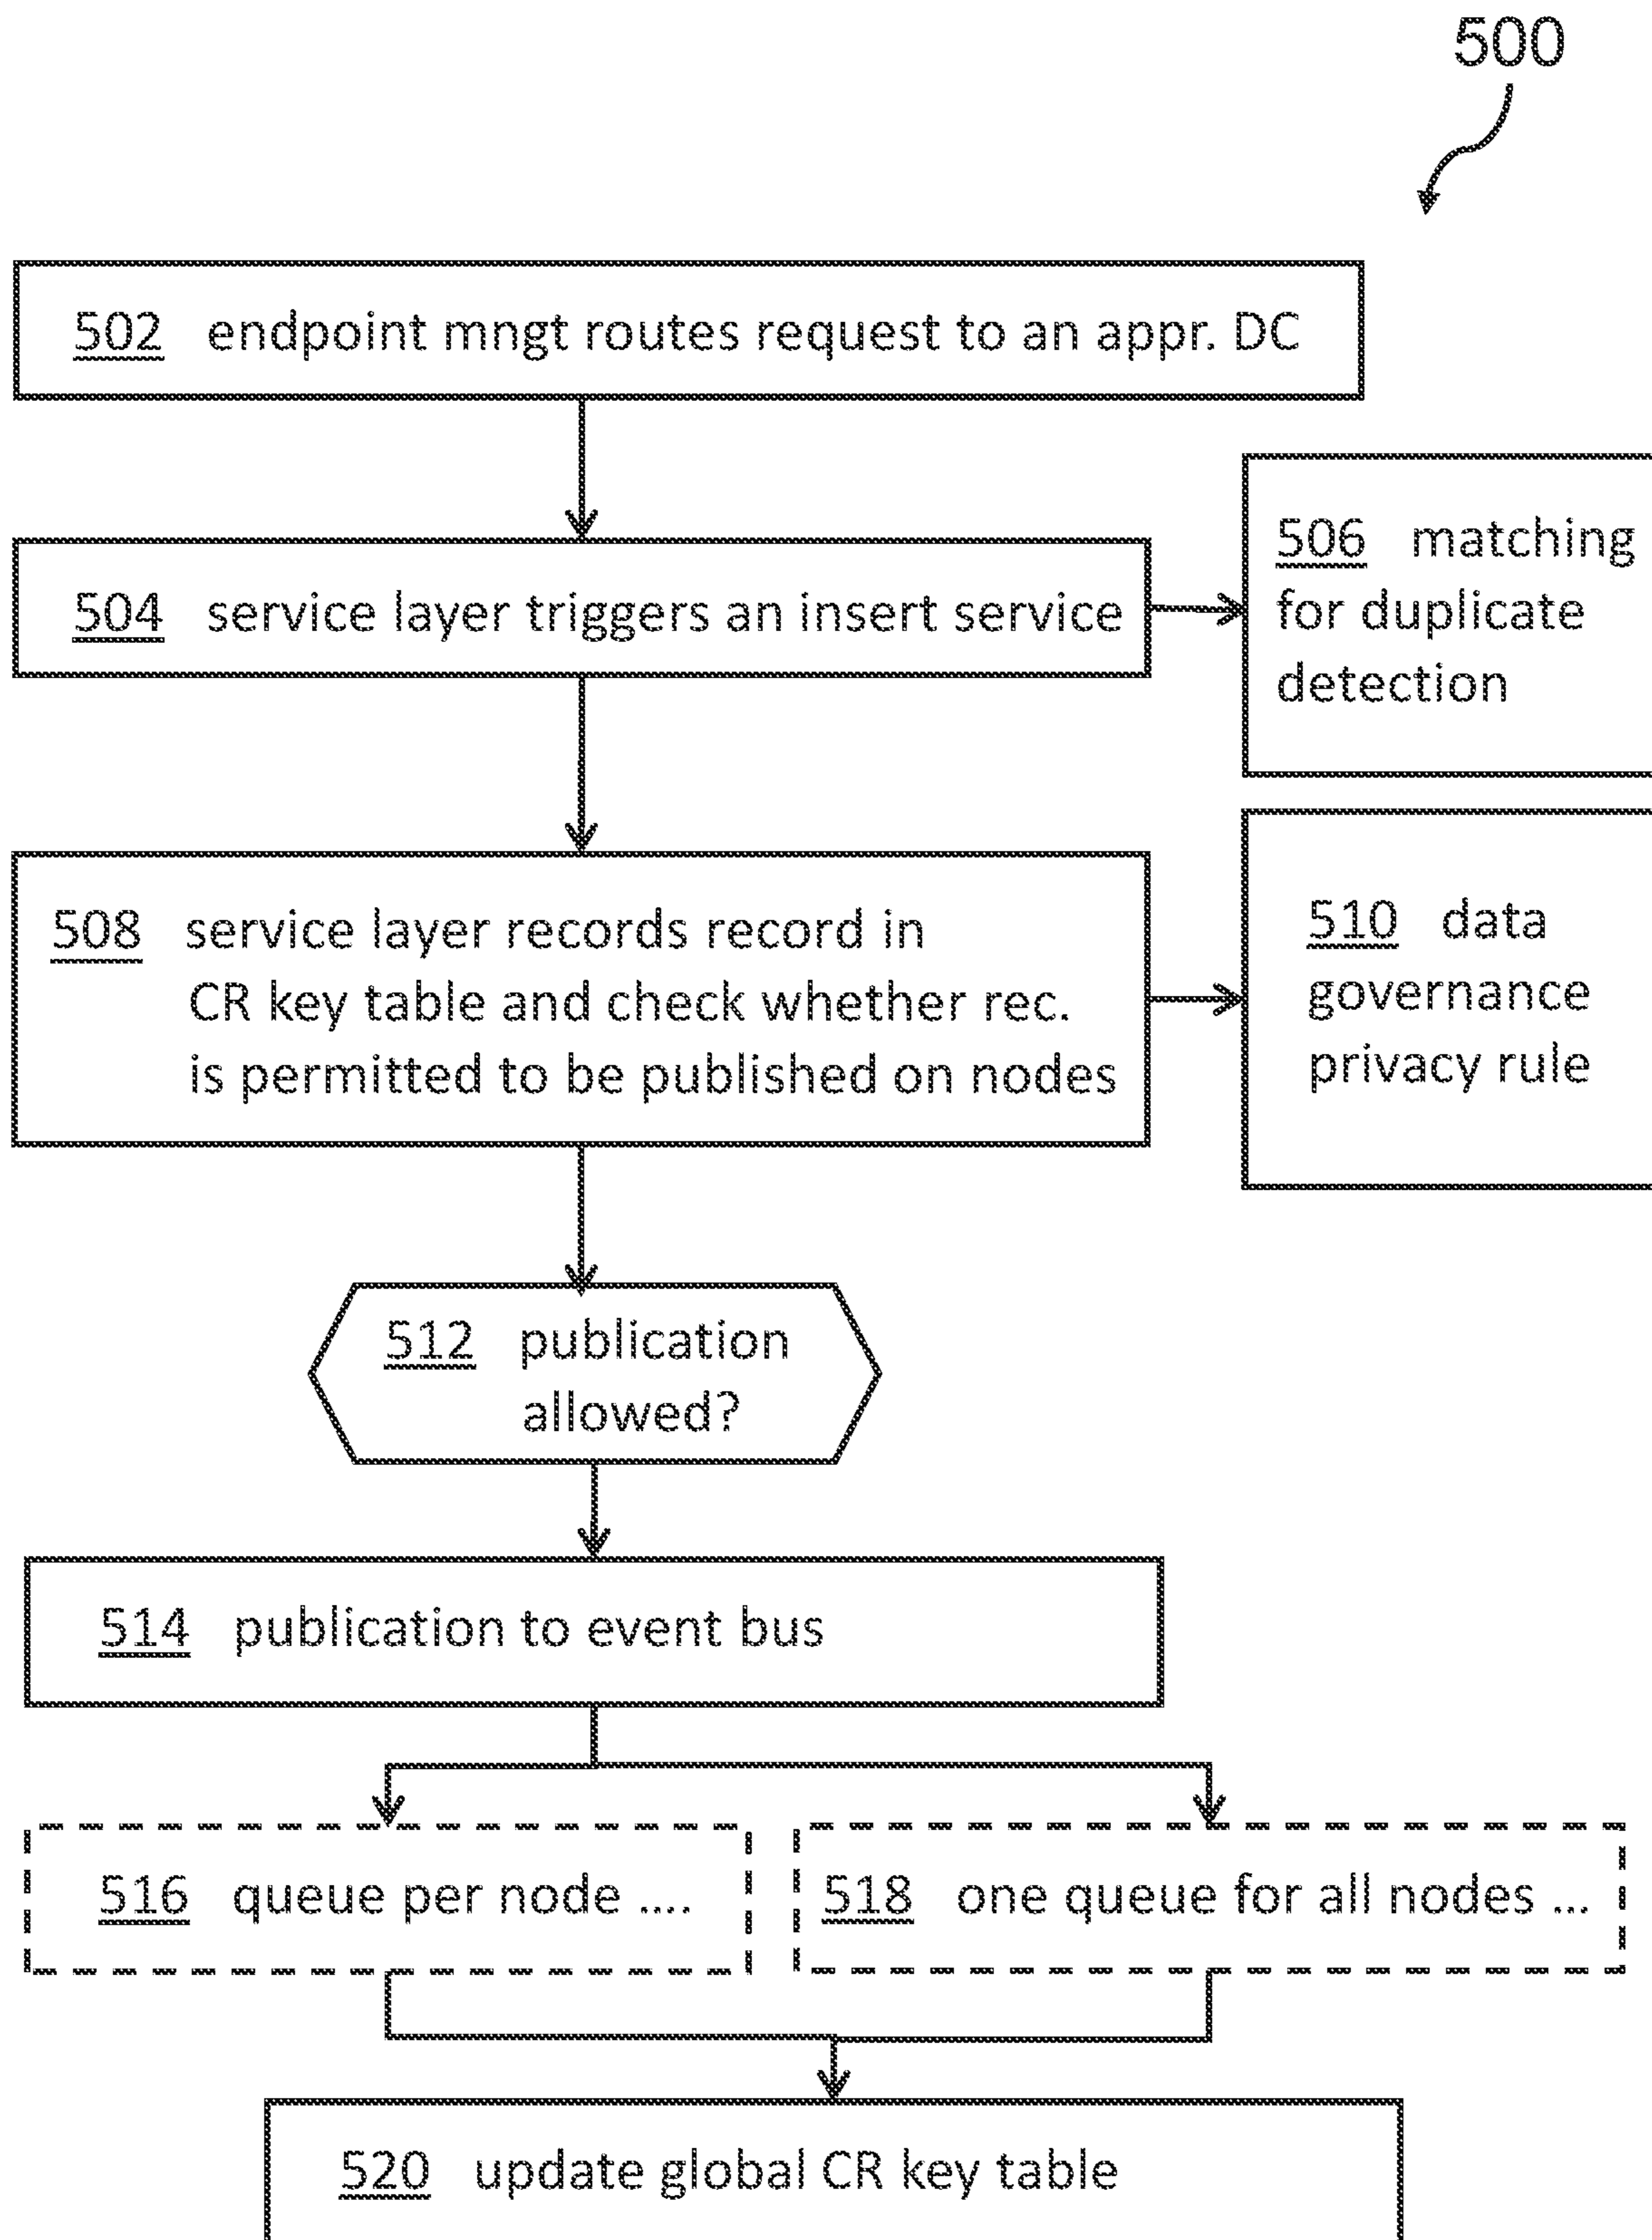 500
502 endpoint mngt routes request to an appr. DC
504 service layer triggers an insert service
506 matching
for duplicate
detection
508 service layer records record in
CR key table and check whether rec.
is permitted to be published on nodes
510 data
governance
privacy rule
512 publication
allowed?
514 publication to event bus
516 queue per node ....
518 one queue for all nodes ...
520 update global CR key table